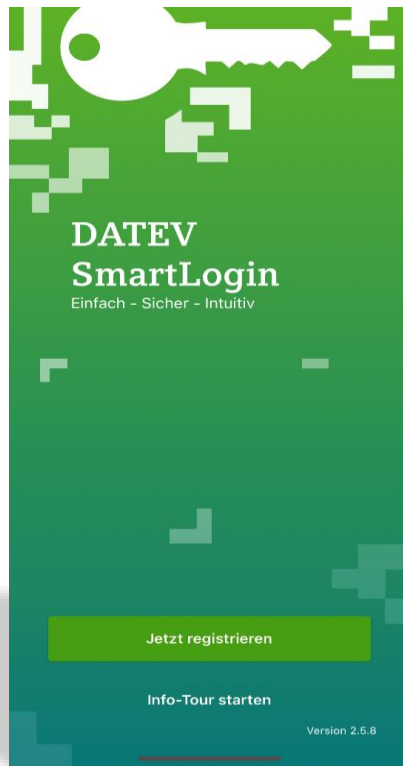 DATEV
SmartLogin
Einfach - Sicher - Intuitiv
Jetzt registrieren
Info-Tour starten
Version 2.5.8